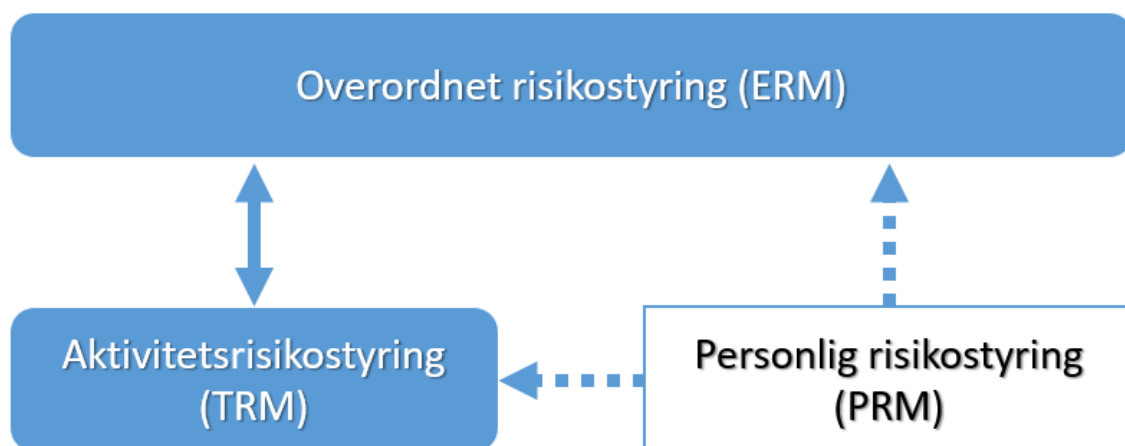 Overordnet risikostyring (ERM)
Aktivitetsrisikostyring
(TRM)
Personlig risikostyring
(PRM)